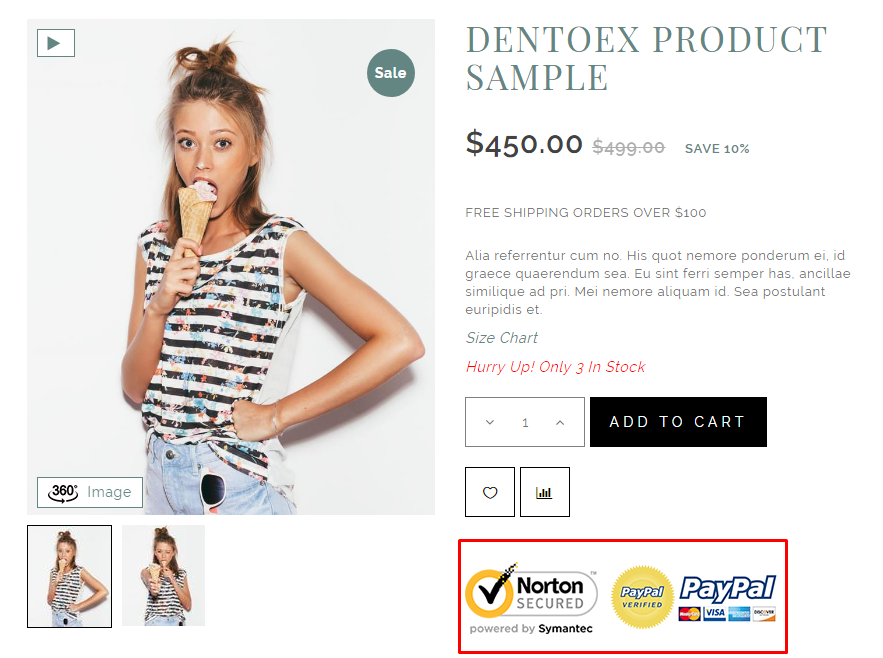 Sale
360°
Image
DENTOEX PRODUCT
SAMPLE
$450.00 $499.00 SAVE 10%
FREE SHIPPING ORDERS OVER $100
Alia referrentur cum no. His quot nemore ponderum ei, id
graece quaerendum sea. Eu sint ferri semper has, ancillae
similique ad pri. Mei nemore aliquam id. Sea postulant
euripidis et.
Size Chart
Hurry Up! Only 3 In Stock
1
ADD TO CART
Norton™
SECURED
powered by Symantec
PayPal
VERIFIED
PayPal
MasterCard VISA DISCOVER